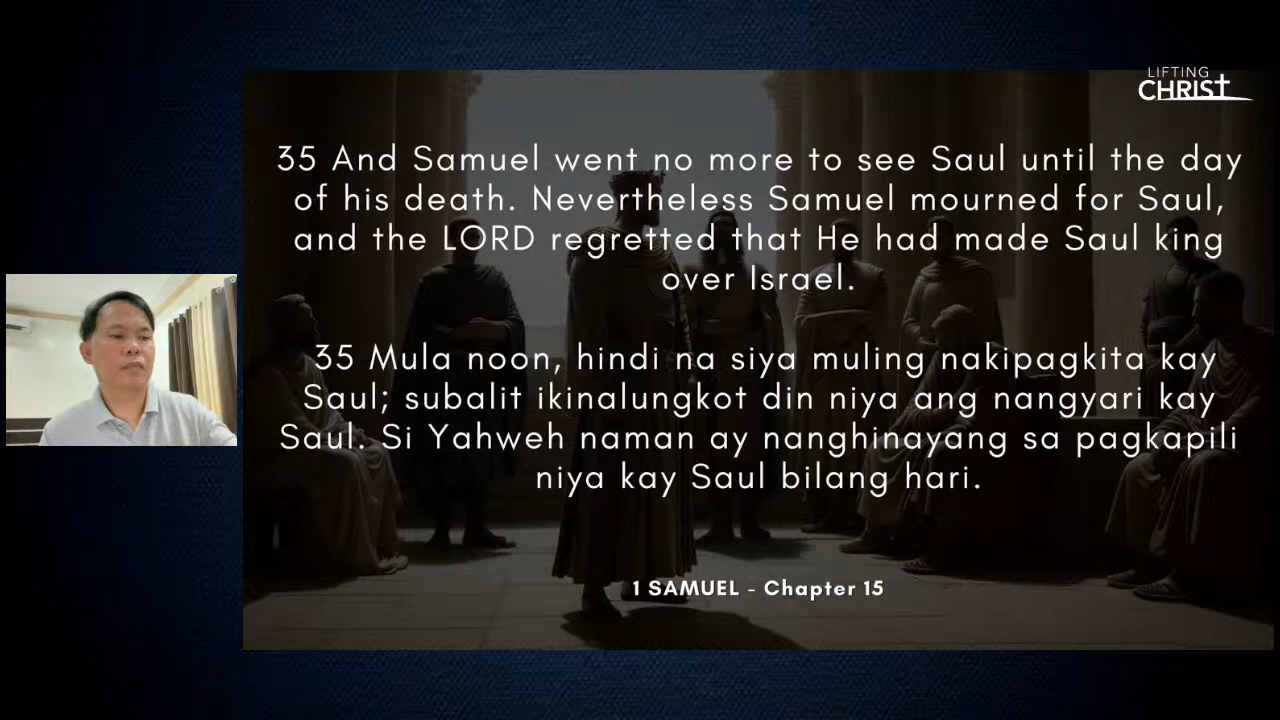 LIFTING
CHRIST
35 And Samuel went no more to see Saul until the day
of his death. Nevertheless Samuel mourned for Saul,
and the LORD regretted that He had made Saul king
over Israel.
35 Mula noon, hindi na siya muling nakipagkita kay
Saul; subalit ikinalungkot din niya ang nangyari kay
Saul. Si Yahweh naman ay nanghinayang sa pagkapili
niya kay Saul bilang hari.
1 SAMUEL - Chapter 15